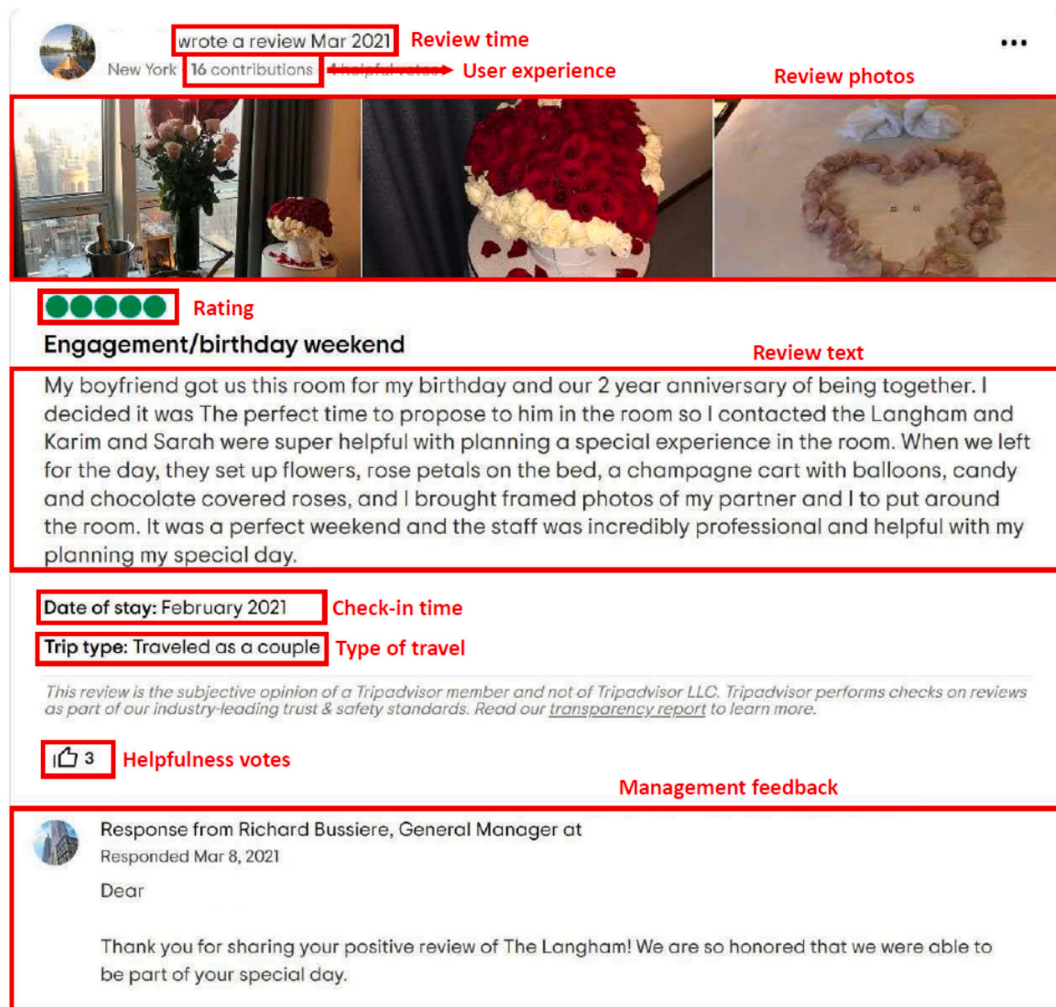 wrote a review Mar 2021 Review time
New York 16 contributions 4 helpful votes User experience
Review photos
Rating
Engagement/birthday weekend
Review text
My boyfriend got us this room for my birthday and our 2 year anniversary of being together. I
decided it was The perfect time to propose to him in the room so I contacted the Langham and
Karim and Sarah were super helpful with planning a special experience in the room. When we left
for the day, they set up flowers, rose petals on the bed, a champagne cart with balloons, candy
and chocolate covered roses, and I brought framed photos of my partner and I to put around
the room. It was a perfect weekend and the staff was incredibly professional and helpful with my
planning my special day.
Date of stay: February 2021 Check-in time
Trip type: Traveled as a couple Type of travel
This review is the subjective opinion of a Tripadvisor member and not of Tripadvisor LLC. Tripadvisor performs checks on reviews
as part of our industry-leading trust & safety standards. Read our transparency report to learn more.
3 Helpfulness votes
Management feedback
Response from Richard Bussiere, General Manager at
Responded Mar 8, 2021
Dear
Thank you for sharing your positive review of The Langham! We are so honored that we were able to
be part of your special day.